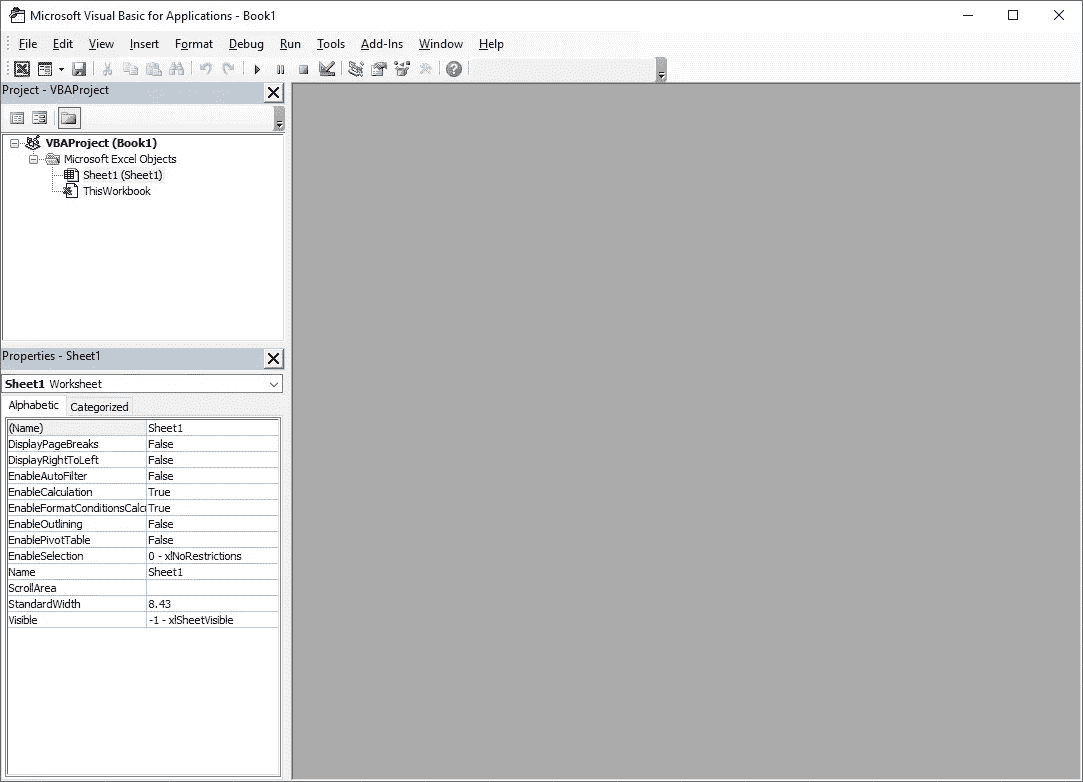 Microsoft Visual Basic for Applications - Book1
File Edit View Insert Format Debug Run Tools Add-Ins Window Help
Project - VBAProject
VBAProject (Book1)
Microsoft Excel Objects
Sheet1 (Sheet1)
ThisWorkbook
Properties - Sheet1
Sheet1 Worksheet
Alphabetic Categorized
(Name) Sheet1
DisplayPageBreaks False
DisplayRightToLeft False
EnableAutoFilter False
EnableCalculation True
EnableFormatConditionsCalcu True
EnableOutlining False
EnablePivotTable False
EnableSelection 0 - xlNoRestrictions
Name Sheet1
ScrollArea
StandardWidth 8.43
Visible -1 - xlSheetVisible